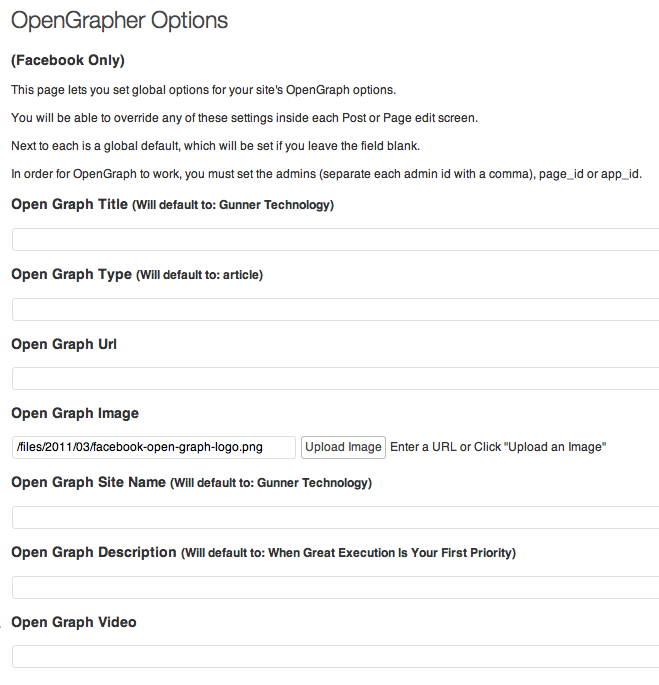 OpenGrapher Options
(Facebook Only)
This page lets you set global options for your site's OpenGraph options.
You will be able to override any of these settings inside each Post or Page edit screen.
Next to each is a global default, which will be set if you leave the field blank.
In order for OpenGraph to work, you must set the admins (separate each admin id with a comma), page_id or app_id.
Open Graph Title (Will default to: Gunner Technology)
Open Graph Type (Will default to: article)
Open Graph Url
Open Graph Image
/files/2011/03/facebook-open-graph-logo.png Upload Image Enter a URL or Click "Upload an Image"
Open Graph Site Name (Will default to: Gunner Technology)
Open Graph Description (Will default to: When Great Execution Is Your First Priority)
Open Graph Video